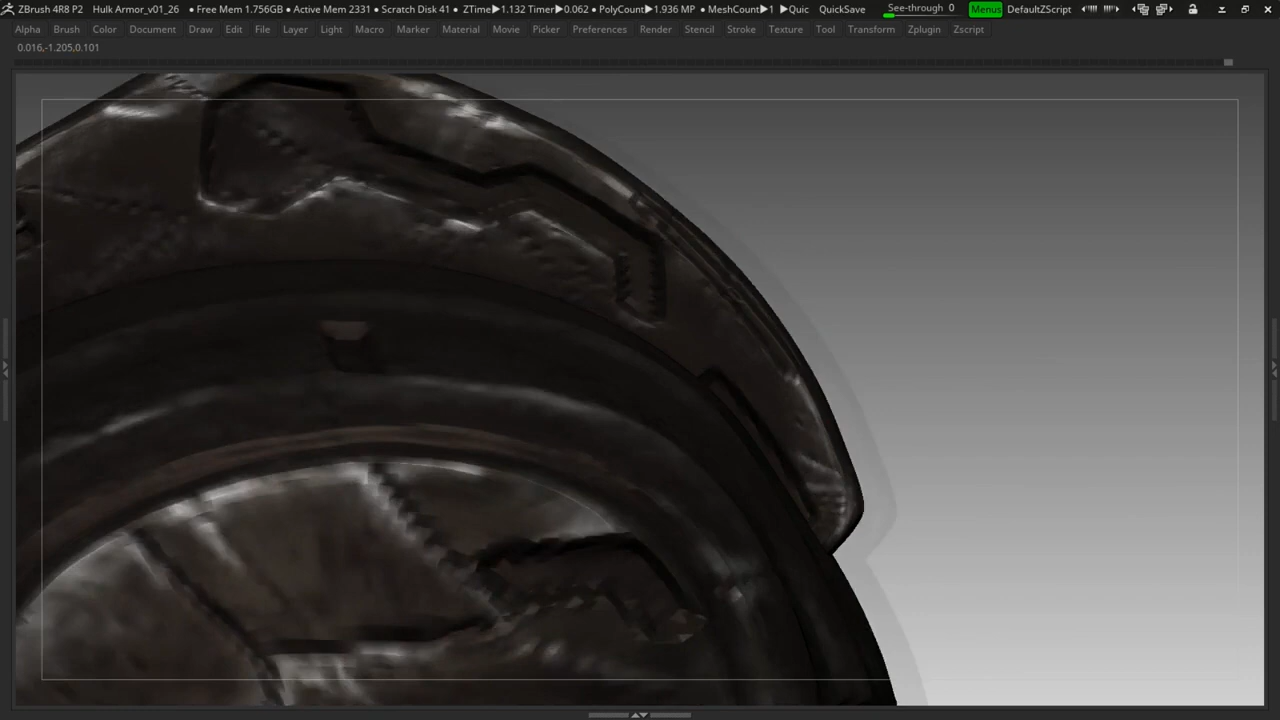 ZBrush 4R8 P2 Hulk Armor_v01_26 ● Free Mem 1.756GB ● Active Mem 2331 ● Scratch Disk 41 ● ZTime▶1.132 Timer▶0.062 ● PolyCount▶1.936 MP ● MeshCount▶1 ▶Quic QuickSave See-through 0 Menus DefaultZScript
Alpha Brush Color Document Draw Edit File Layer Light Macro Marker Material Movie Picker Preferences Render Stencil Stroke Texture Tool Transform Zplugin Zscript
0.016,-1.205,0.101